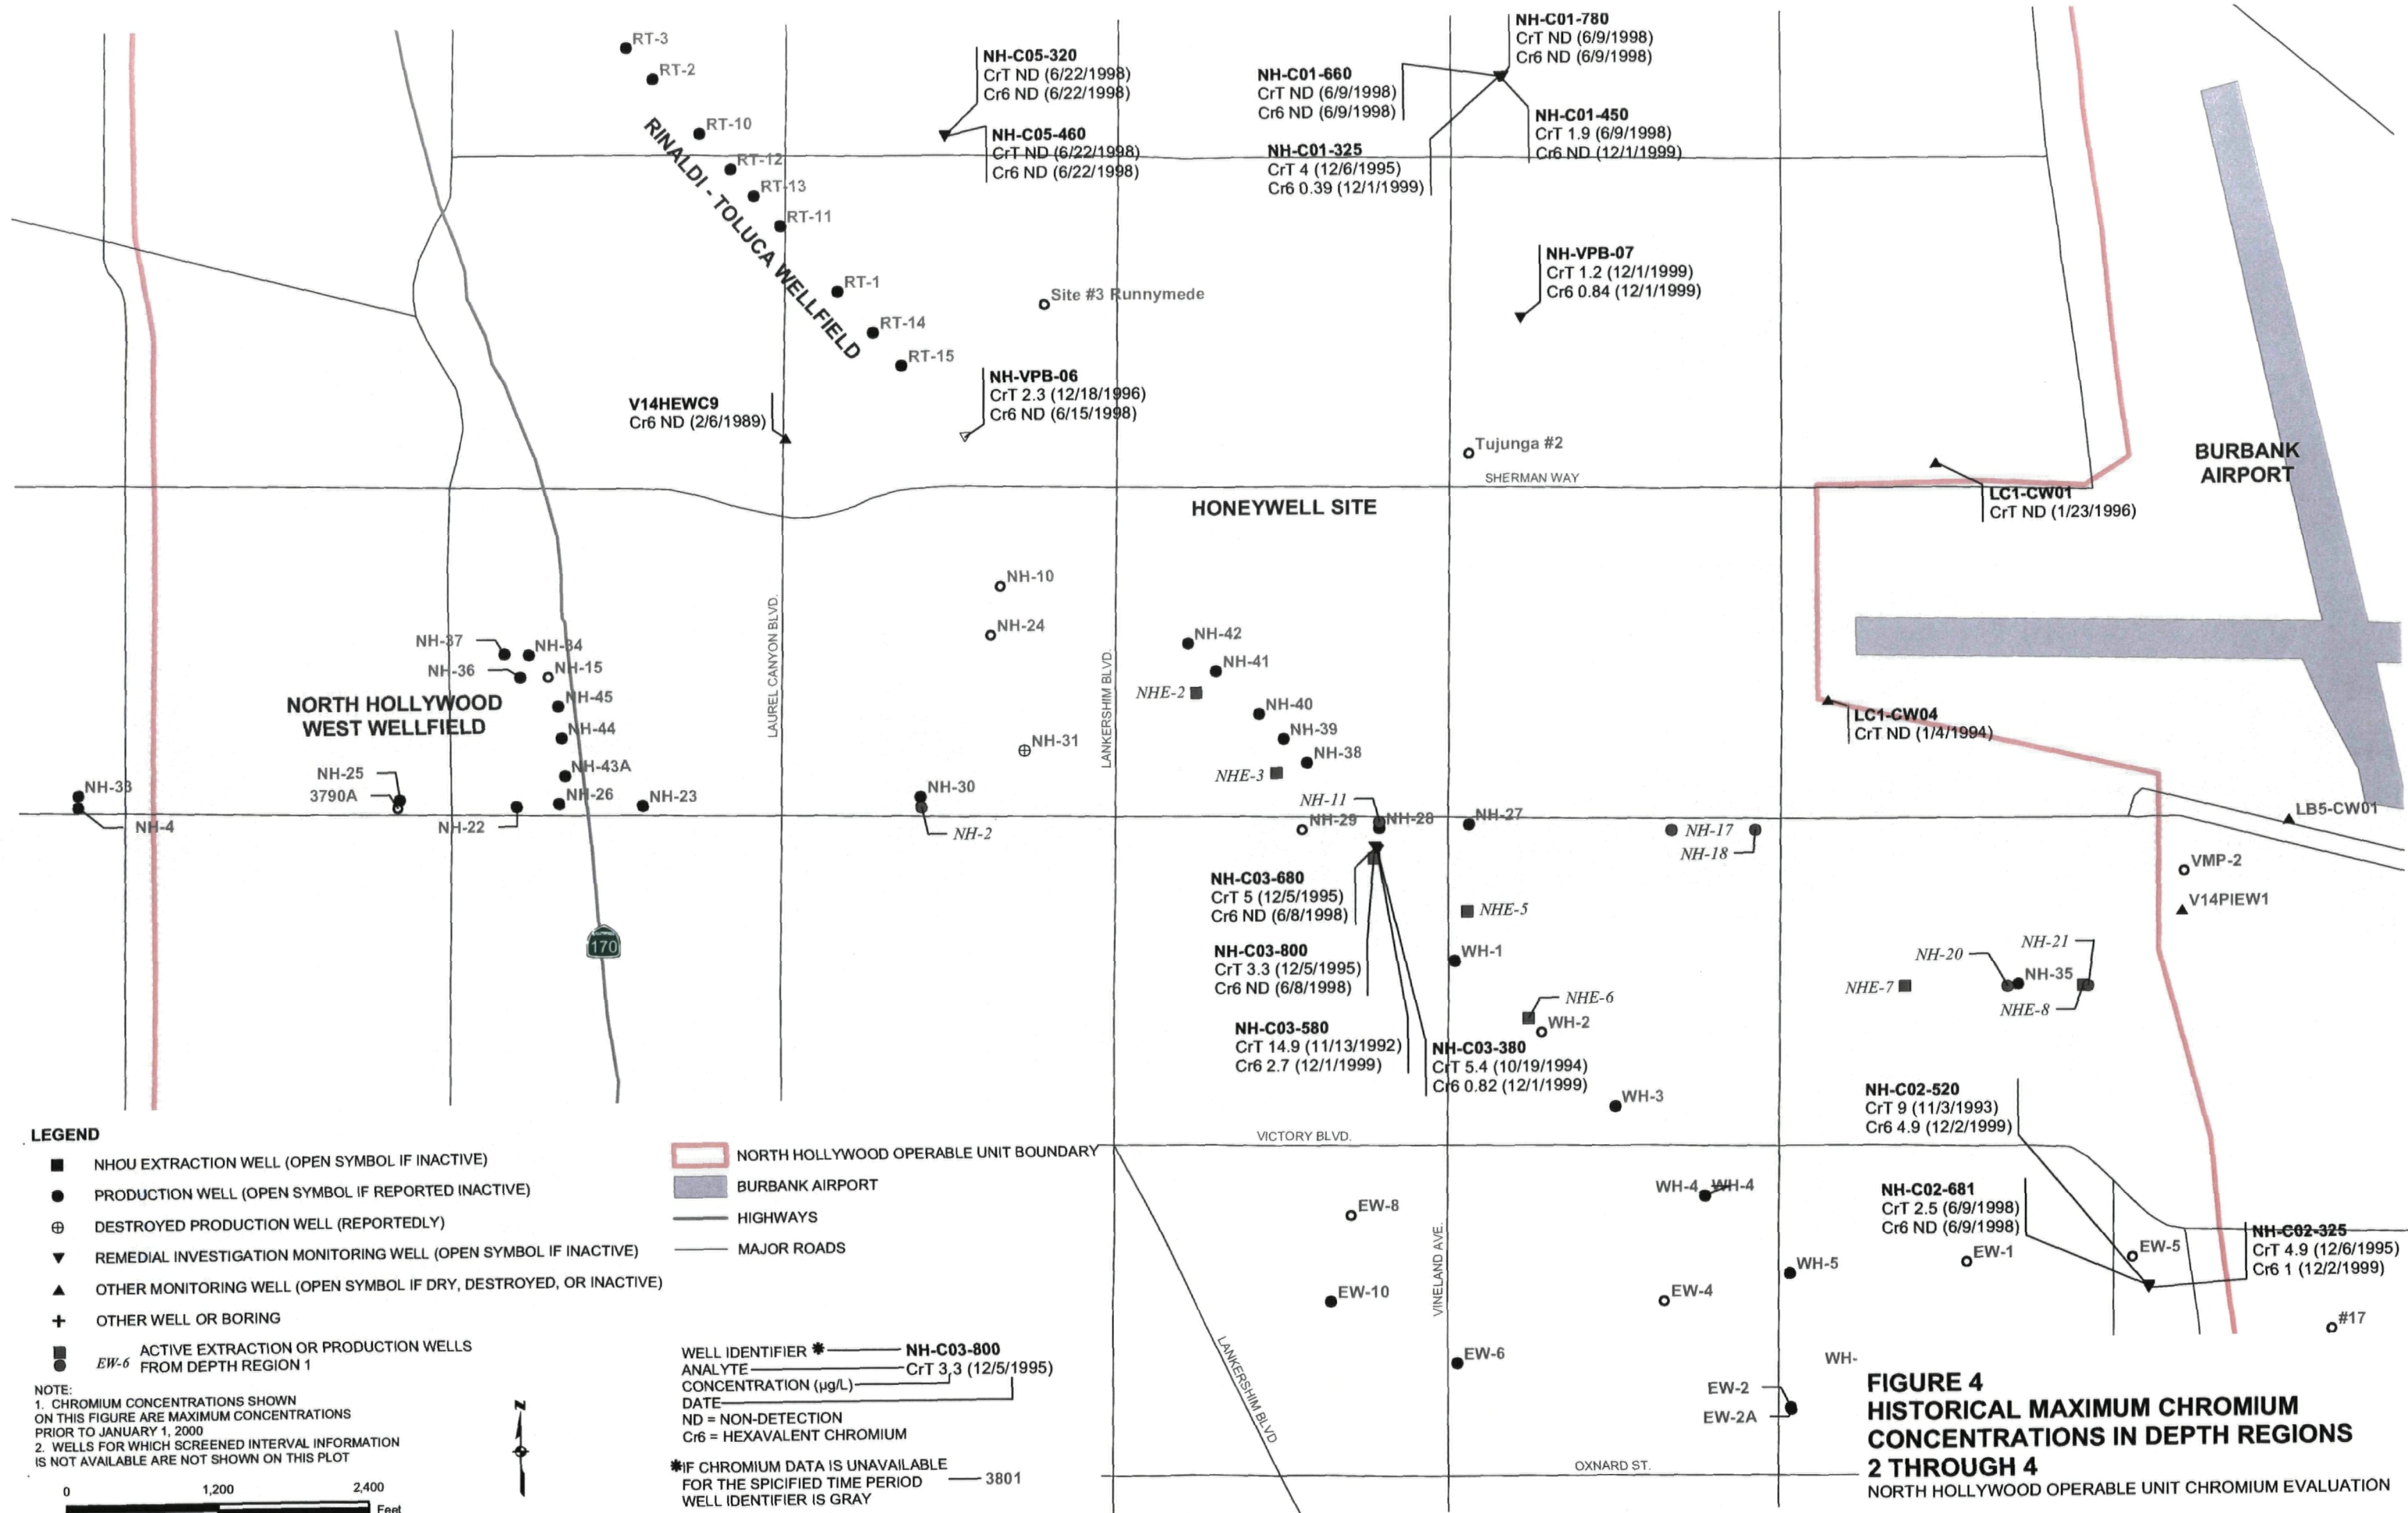 RT-3
RT-2
RT-10
RT-12
RT-13
RT-11
RT-1
RT-14
RT-15
RINALDI - TOLUCA WELLFIELD
NH-C05-320
CrT ND (6/22/1998)
Cr6 ND (6/22/1998)
NH-C05-460
CrT ND (6/22/1998)
Cr6 ND (6/22/1998)
NH-C01-780
CrT ND (6/9/1998)
Cr6 ND (6/9/1998)
NH-C01-660
CrT ND (6/9/1998)
Cr6 ND (6/9/1998)
NH-C01-450
CrT 1.9 (6/9/1998)
Cr6 ND (12/1/1999)
NH-C01-325
CrT 4 (12/6/1995)
Cr6 0.39 (12/1/1999)
NH-VPB-07
CrT 1.2 (12/1/1999)
Cr6 0.84 (12/1/1999)
Site #3 Runnymede
NH-VPB-06
CrT 2.3 (12/18/1996)
Cr6 ND (6/15/1998)
V14HEWC9
Cr6 ND (2/6/1989)
Tujunga #2
SHERMAN WAY
BURBANK
AIRPORT
LC1-CW01
CrT ND (1/23/1996)
HONEYWELL SITE
NH-10
NH-24
NH-37
NH-34
NH-36
NH-15
NH-45
NH-44
NH-43A
NH-26
NORTH HOLLYWOOD
WEST WELLFIELD
LAUREL CANYON BLVD.
LANKERSHIM BLVD.
NH-42
NH-41
NHE-2
NH-40
NH-39
NH-38
NHE-3
NH-31
LC1-CW04
CrT ND (1/4/1994)
NH-33
NH-4
NH-25
3790A
NH-22
NH-23
NH-30
NH-2
NH-11
NH-29
NH-28
NH-27
NH-17
NH-18
LB5-CW01
VMP-2
V14PIEW1
170
NH-C03-680
CrT 5 (12/5/1995)
Cr6 ND (6/8/1998)
NHE-5
NH-C03-800
CrT 3.3 (12/5/1995)
Cr6 ND (6/8/1998)
WH-1
NHE-6
WH-2
NHE-7
NH-20
NH-21
NH-35
NHE-8
NH-C03-580
CrT 14.9 (11/13/1992)
Cr6 2.7 (12/1/1999)
NH-C03-380
CrT 5.4 (10/19/1994)
Cr6 0.82 (12/1/1999)
WH-3
NH-C02-520
CrT 9 (11/3/1993)
Cr6 4.9 (12/2/1999)
VICTORY BLVD.
WH-4
WH-4
NH-C02-681
CrT 2.5 (6/9/1998)
Cr6 ND (6/9/1998)
NH-C02-325
CrT 4.9 (12/6/1995)
Cr6 1 (12/2/1999)
EW-8
EW-10
VINELAND AVE.
EW-4
WH-5
EW-1
EW-5
#17
EW-6
LANKERSHIM BLVD
WH-
EW-2
EW-2A
OXNARD ST.
LEGEND
NHOU EXTRACTION WELL (OPEN SYMBOL IF INACTIVE)
PRODUCTION WELL (OPEN SYMBOL IF REPORTED INACTIVE)
DESTROYED PRODUCTION WELL (REPORTEDLY)
REMEDIAL INVESTIGATION MONITORING WELL (OPEN SYMBOL IF INACTIVE)
OTHER MONITORING WELL (OPEN SYMBOL IF DRY, DESTROYED, OR INACTIVE)
OTHER WELL OR BORING
EW-6 ACTIVE EXTRACTION OR PRODUCTION WELLS
FROM DEPTH REGION 1
NORTH HOLLYWOOD OPERABLE UNIT BOUNDARY
BURBANK AIRPORT
HIGHWAYS
MAJOR ROADS
NOTE:
1. CHROMIUM CONCENTRATIONS SHOWN
ON THIS FIGURE ARE MAXIMUM CONCENTRATIONS
PRIOR TO JANUARY 1, 2000
2. WELLS FOR WHICH SCREENED INTERVAL INFORMATION
IS NOT AVAILABLE ARE NOT SHOWN ON THIS PLOT
0 1,200 2,400
Feet
N
WELL IDENTIFIER * NH-C03-800
ANALYTE CrT 3.3 (12/5/1995)
CONCENTRATION (µg/L)
DATE
ND = NON-DETECTION
Cr6 = HEXAVALENT CHROMIUM
*IF CHROMIUM DATA IS UNAVAILABLE
FOR THE SPICIFIED TIME PERIOD 3801
WELL IDENTIFIER IS GRAY
FIGURE 4
HISTORICAL MAXIMUM CHROMIUM
CONCENTRATIONS IN DEPTH REGIONS
2 THROUGH 4
NORTH HOLLYWOOD OPERABLE UNIT CHROMIUM EVALUATION